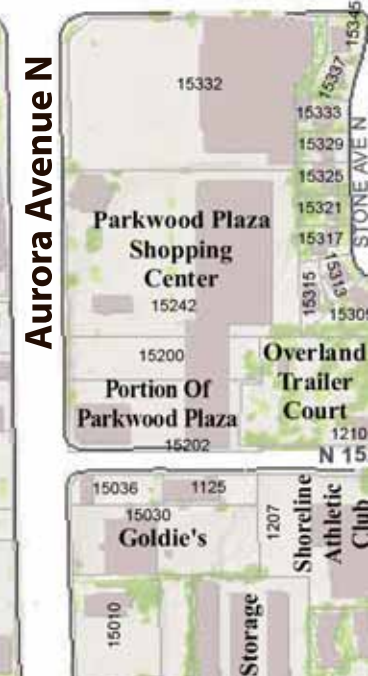 15345
15332
15337
15333
15329
15325
15321
15317
15313
15315
15309
STONE AVE N
Aurora Avenue N
Parkwood Plaza
Shopping
Center
15242
15200
Overland
Trailer
Court
1210
Portion Of
Parkwood Plaza
15202
N 15
15036
1125
15030
Goldie's
1207
Shoreline
Athletic
Club
15010
Storage